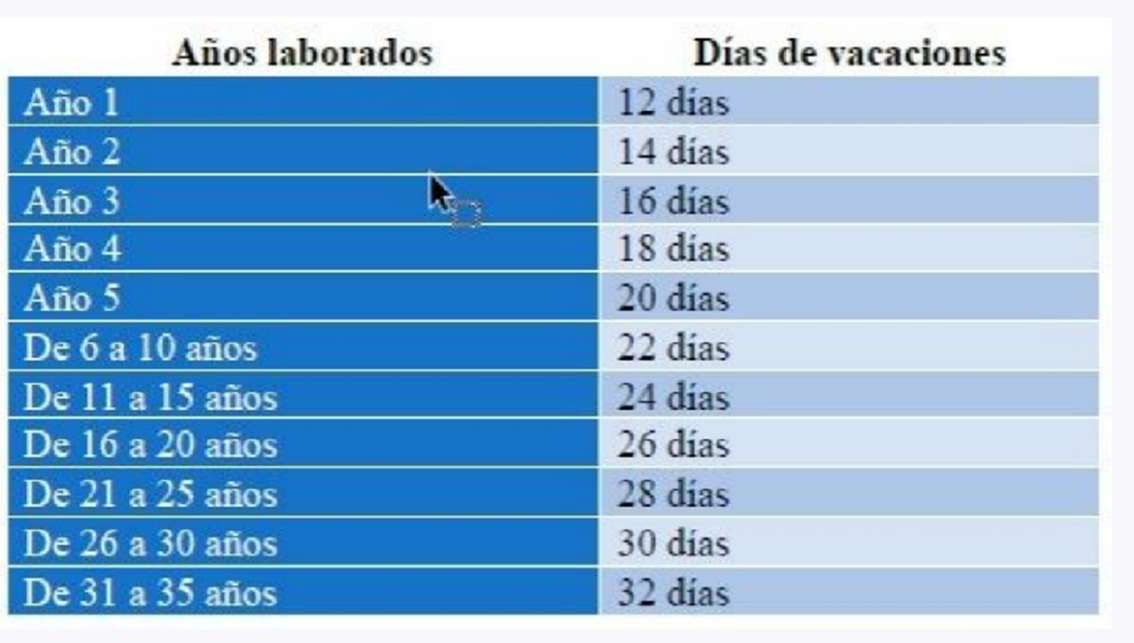 Años laborados Días de vacaciones
Año 1 12 días
Año 2 14 días
Año 3 16 días
Año 4 18 días
Año 5 20 días
De 6 a 10 años 22 días
De 11 a 15 años 24 días
De 16 a 20 años 26 días
De 21 a 25 años 28 días
De 26 a 30 años 30 días
De 31 a 35 años 32 días